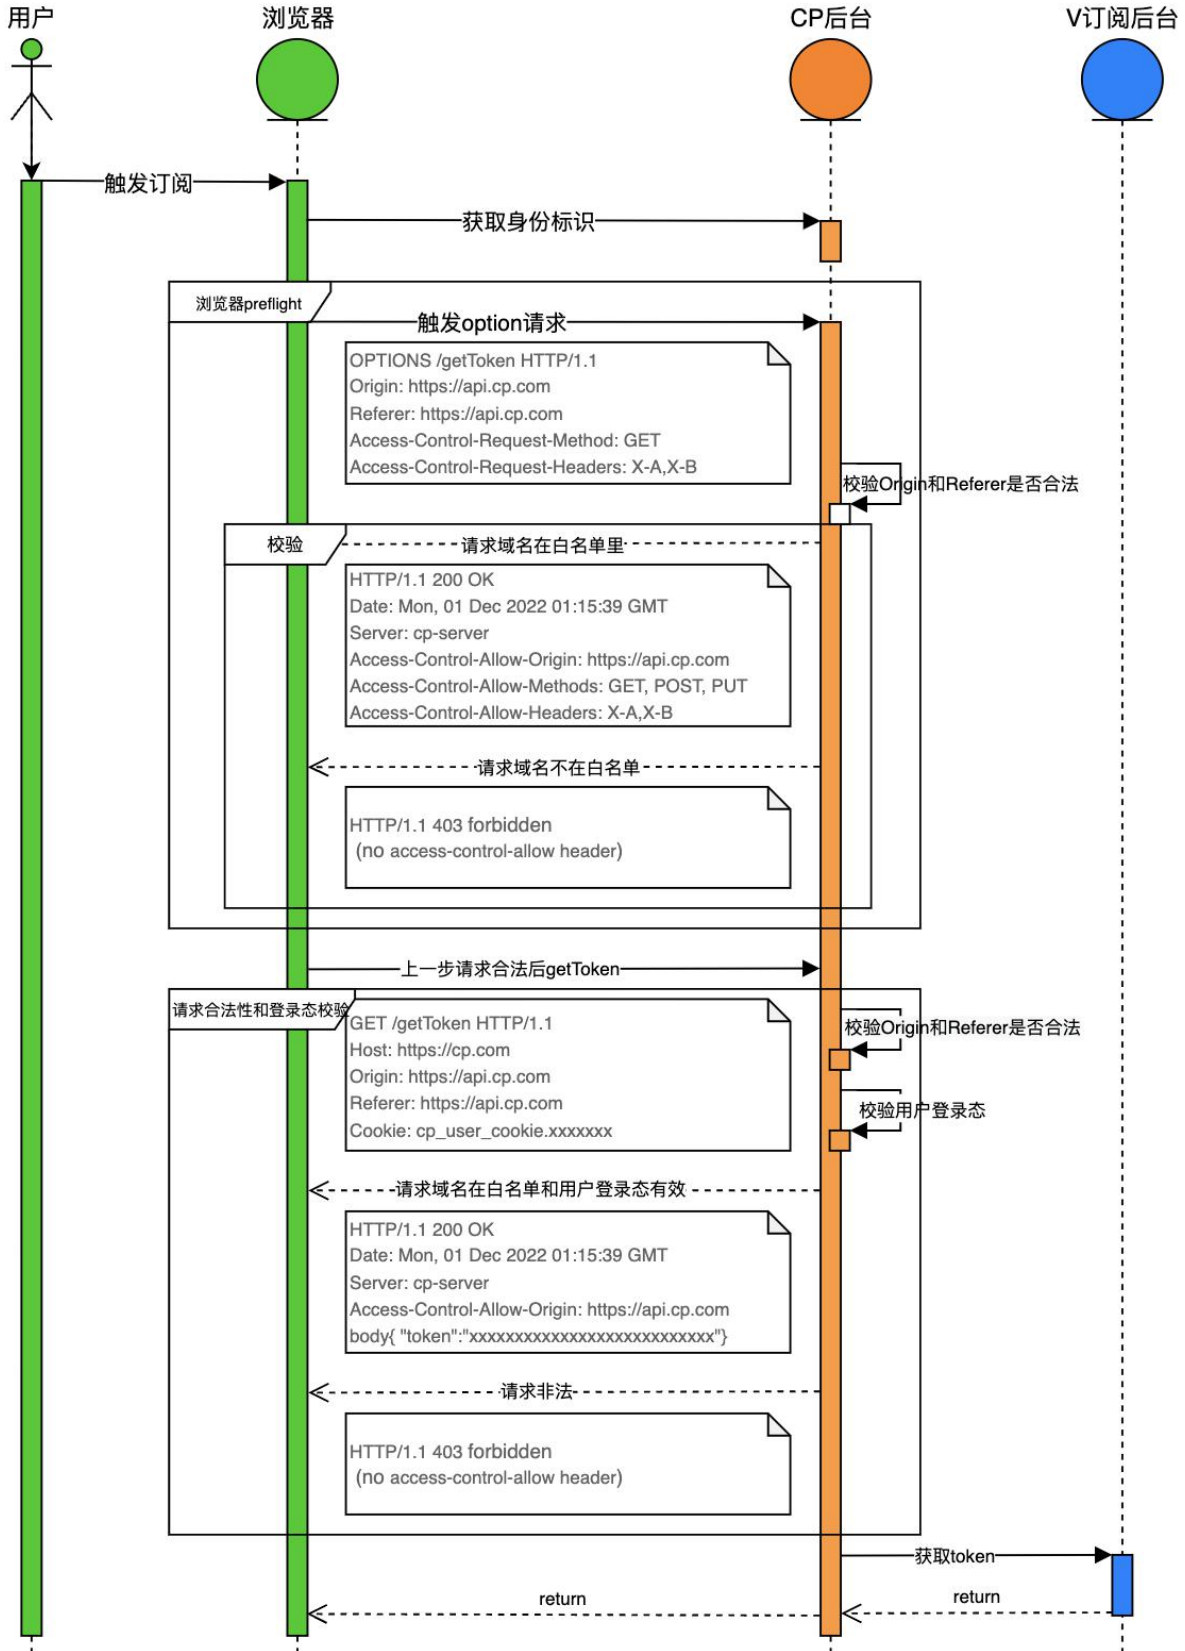 用户
浏览器
CP后台
V订阅后台
触发订阅
获取身份标识
浏览器preflight
触发option请求
OPTIONS /getToken HTTP/1.1
Origin: https://api.cp.com
Referer: https://api.cp.com
Access-Control-Request-Method: GET
Access-Control-Request-Headers: X-A,X-B
校验Origin和Referer是否合法
校验
请求域名在白名单里
HTTP/1.1 200 OK
Date: Mon, 01 Dec 2022 01:15:39 GMT
Server: cp-server
Access-Control-Allow-Origin: https://api.cp.com
Access-Control-Allow-Methods: GET, POST, PUT
Access-Control-Allow-Headers: X-A,X-B
请求域名不在白名单
HTTP/1.1 403 forbidden
(no access-control-allow header)
上一步请求合法后getToken
请求合法性和登录态校验
GET /getToken HTTP/1.1
Host: https://cp.com
Origin: https://api.cp.com
Referer: https://api.cp.com
Cookie: cp_user_cookie.xxxxxxx
校验Origin和Referer是否合法
校验用户登录态
请求域名在白名单和用户登录态有效
HTTP/1.1 200 OK
Date: Mon, 01 Dec 2022 01:15:39 GMT
Server: cp-server
Access-Control-Allow-Origin: https://api.cp.com
body{ "token":"xxxxxxxxxxxxxxxxxxxxxxxxxxx"}
请求非法
HTTP/1.1 403 forbidden
(no access-control-allow header)
获取token
return
return